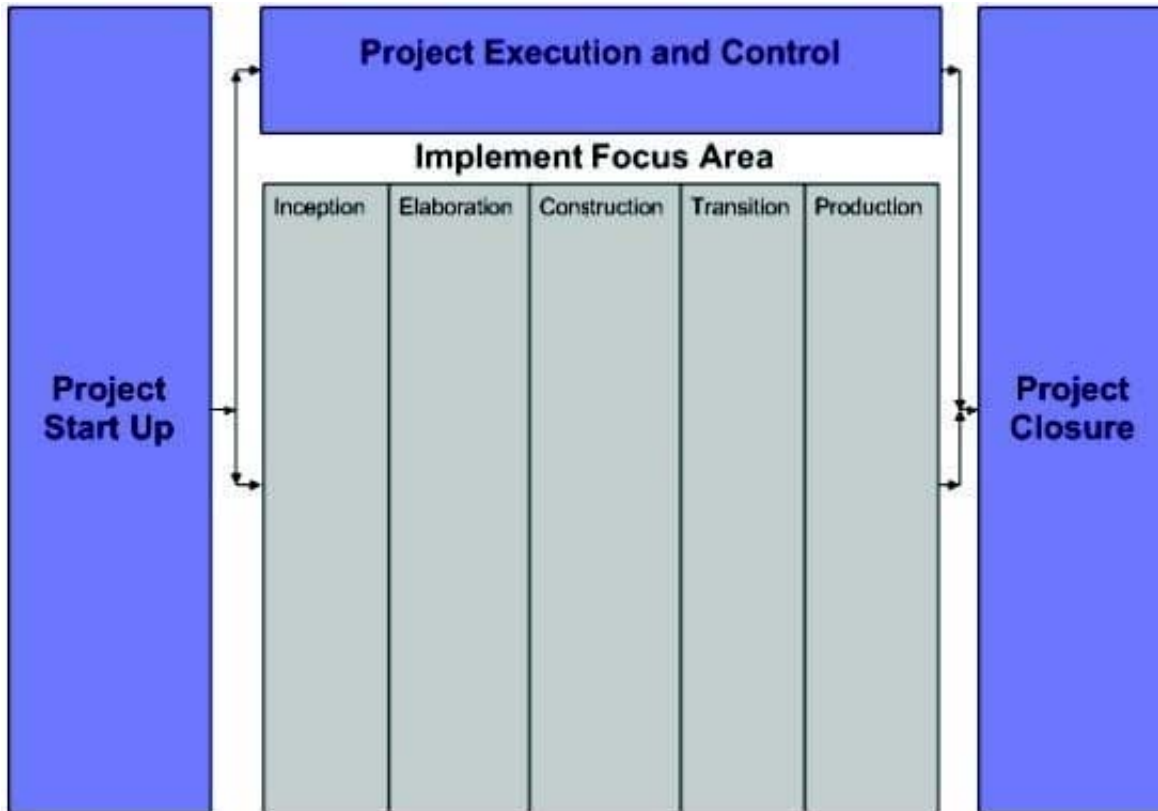 Project Execution and Control
Implement Focus Area
Inception
Elaboration
Construction
Transition
Production
Project
Start Up
Project
Closure